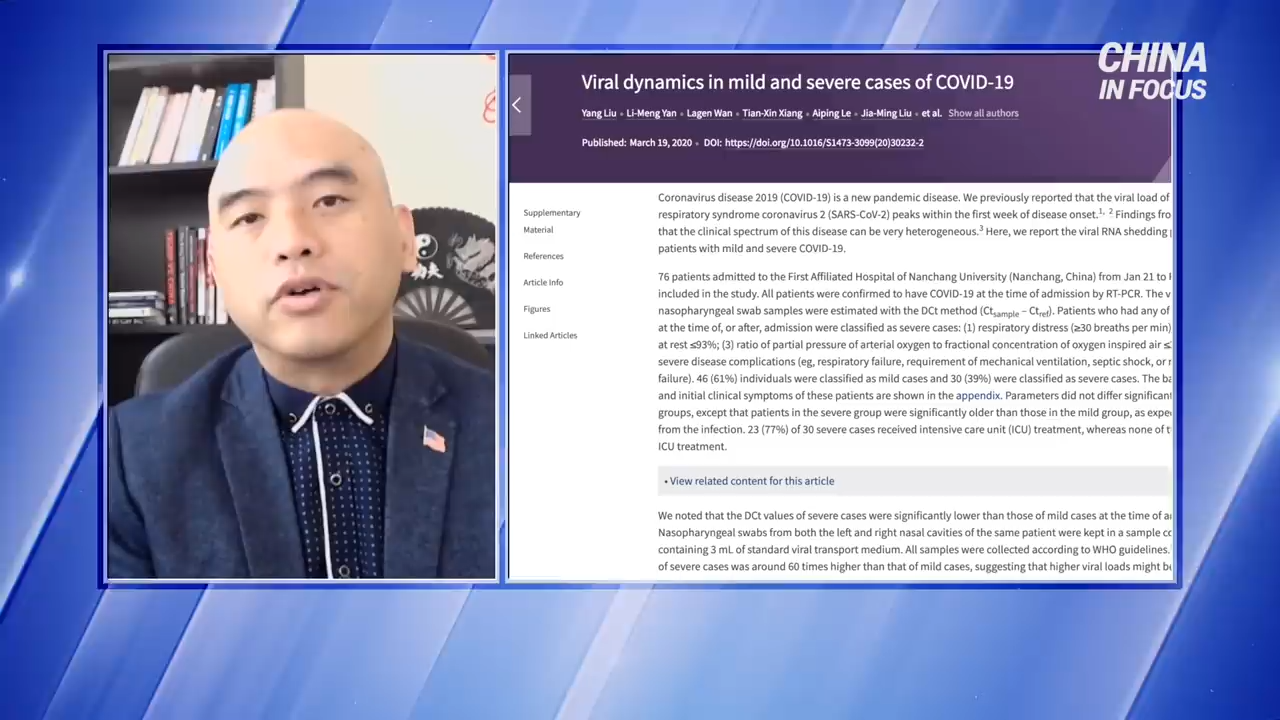 CHINA
IN FOCUS
Viral dynamics in mild and severe cases of COVID-19
Yang Liu • Li-Meng Yan • Lagen Wan • Tian-Xin Xiang • Aiping Le • Jia-Ming Liu • et al. Show all authors
Published: March 19, 2020 • DOI: https://doi.org/10.1016/S1473-3099(20)30232-2
Supplementary
Material
References
Article Info
Figures
Linked Articles
Coronavirus disease 2019 (COVID-19) is a new pandemic disease. We previously reported that the viral load of
respiratory syndrome coronavirus 2 (SARS-CoV-2) peaks within the first week of disease onset.1, 2 Findings fro
that the clinical spectrum of this disease can be very heterogeneous.3 Here, we report the viral RNA shedding
patients with mild and severe COVID-19.
76 patients admitted to the First Affiliated Hospital of Nanchang University (Nanchang, China) from Jan 21 to
included in the study. All patients were confirmed to have COVID-19 at the time of admission by RT-PCR. The v
nasopharyngeal swab samples were estimated with the DCt method (Ctsample – Ctref). Patients who had any of
at the time of, or after, admission were classified as severe cases: (1) respiratory distress (≥30 breaths per min)
at rest ≤93%; (3) ratio of partial pressure of arterial oxygen to fractional concentration of oxygen inspired air ≤
severe disease complications (eg, respiratory failure, requirement of mechanical ventilation, septic shock, or
failure). 46 (61%) individuals were classified as mild cases and 30 (39%) were classified as severe cases. The ba
and initial clinical symptoms of these patients are shown in the appendix. Parameters did not differ significant
groups, except that patients in the severe group were significantly older than those in the mild group, as expe
from the infection. 23 (77%) of 30 severe cases received intensive care unit (ICU) treatment, whereas none of
ICU treatment.
• View related content for this article
We noted that the DCt values of severe cases were significantly lower than those of mild cases at the time of
Nasopharyngeal swabs from both the left and right nasal cavities of the same patient were kept in a sample co
containing 3 mL of standard viral transport medium. All samples were collected according to WHO guidelines.
of severe cases was around 60 times higher than that of mild cases, suggesting that higher viral loads might be
功夫